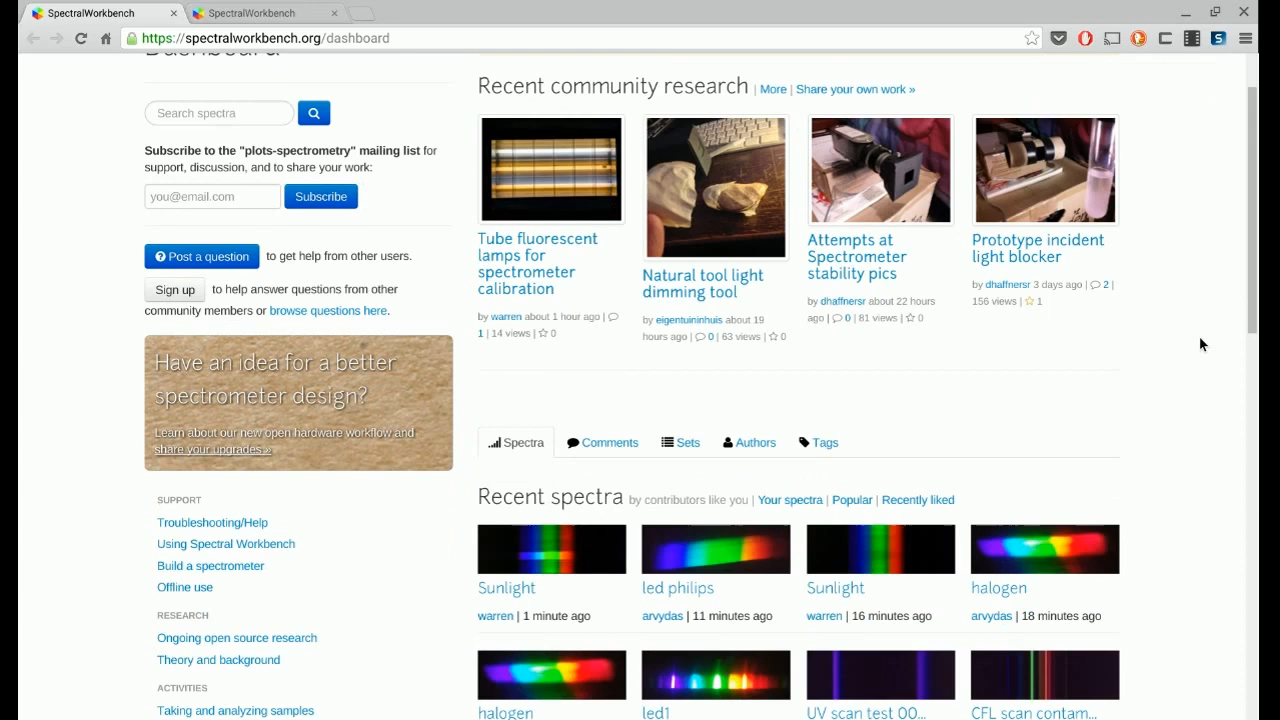 SpectralWorkbench
SpectralWorkbench
https://spectralworkbench.org/dashboard
Dashboard
Search spectra
Subscribe to the "plots-spectrometry" mailing list for
support, discussion, and to share your work:
you@email.com
Subscribe
Post a question to get help from other users.
Sign up to help answer questions from other
community members or browse questions here.
Have an idea for a better
spectrometer design?
Learn about our new open hardware workflow and
share your upgrades »
SUPPORT
Troubleshooting/Help
Using Spectral Workbench
Build a spectrometer
Offline use
RESEARCH
Ongoing open source research
Theory and background
ACTIVITIES
Taking and analyzing samples
Recent community research | More | Share your own work »
Tube fluorescent
lamps for
spectrometer
calibration
by warren about 1 hour ago |
1 | 14 views | 0
Natural tool light
dimming tool
by eigentuininhuis about 19
hours ago | 0 | 63 views | 0
Attempts at
Spectrometer
stability pics
by dhaffnersr about 22 hours
ago | 0 | 81 views | 0
Prototype incident
light blocker
by dhaffnersr 3 days ago | 2 |
156 views | 1
Spectra
Comments
Sets
Authors
Tags
Recent spectra by contributors like you | Your spectra | Popular | Recently liked
Sunlight
warren | 1 minute ago
led philips
arvydas | 11 minutes ago
Sunlight
warren | 16 minutes ago
halogen
arvydas | 18 minutes ago
halogen
led1
UV scan test 00...
CFL scan contam...